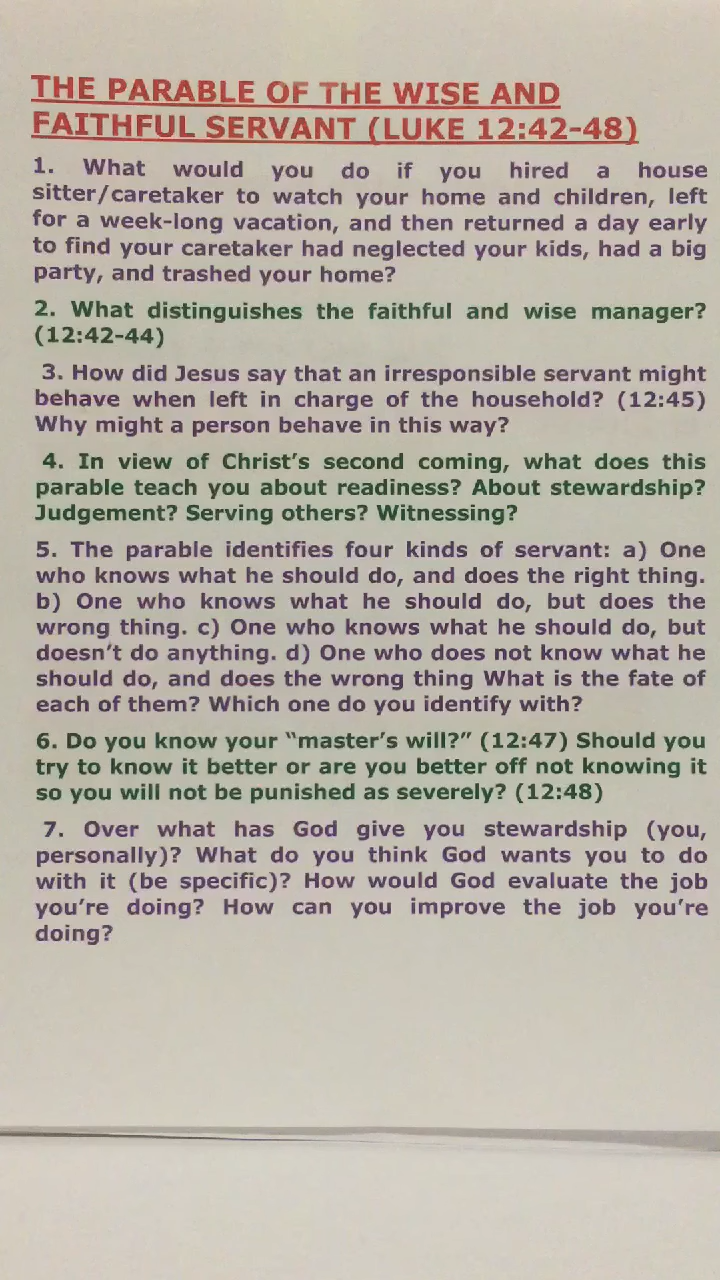 THE PARABLE OF THE WISE AND
FAITHFUL SERVANT (LUKE 12:42-48)
1. What would you do if you hired a house
sitter/caretaker to watch your home and children, left
for a week-long vacation, and then returned a day early
to find your caretaker had neglected your kids, had a big
party, and trashed your home?
2. What distinguishes the faithful and wise manager?
(12:42-44)
3. How did Jesus say that an irresponsible servant might
behave when left in charge of the household? (12:45)
Why might a person behave in this way?
4. In view of Christ's second coming, what does this
parable teach you about readiness? About stewardship?
Judgement? Serving others? Witnessing?
5. The parable identifies four kinds of servant: a) One
who knows what he should do, and does the right thing.
b) One who knows what he should do, but does the
wrong thing. c) One who knows what he should do, but
doesn't do anything. d) One who does not know what he
should do, and does the wrong thing What is the fate of
each of them? Which one do you identify with?
6. Do you know your "master's will?" (12:47) Should you
try to know it better or are you better off not knowing it
so you will not be punished as severely? (12:48)
7. Over what has God give you stewardship (you,
personally)? What do you think God wants you to do
with it (be specific)? How would God evaluate the job
you're doing? How can you improve the job you're
doing?